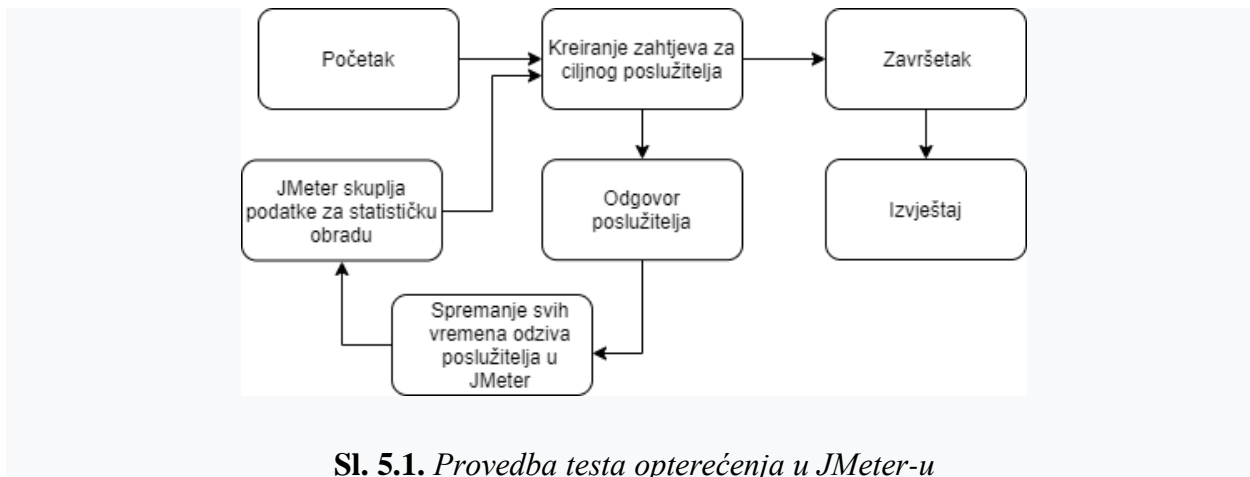 Početak
Kreiranje zahtjeva za
ciljnog poslužitelja
Završetak
JMeter skuplja
podatke za statističku
obradu
Odgovor
poslužitelja
Izvještaj
Spremanje svih
vremena odziva
poslužitelja u
JMeter
Sl. 5.1. Provedba testa opterećenja u JMeter-u